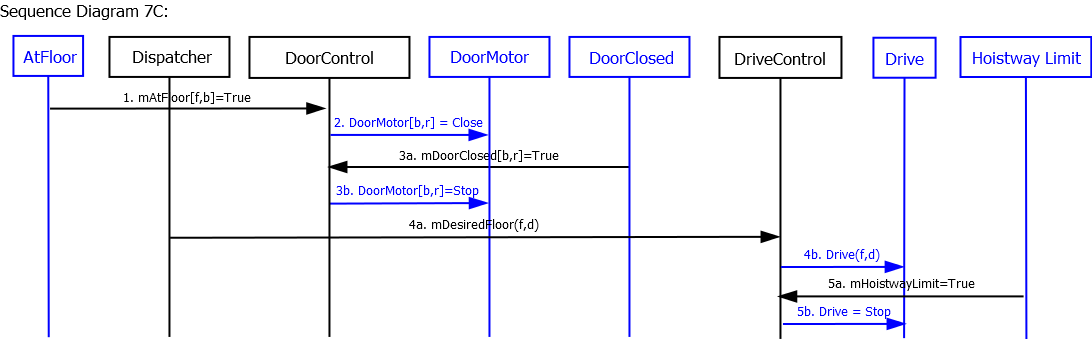 Sequence Diagram 7C:
AtFloor
Dispatcher
DoorControl
DoorMotor
DoorClosed
DriveControl
Drive
Hoistway Limit
1. mAtFloor[f,b]=True
2. DoorMotor[b,r] = Close
3a. mDoorClosed[b,r]=True
3b. DoorMotor[b,r]=Stop
4a. mDesiredFloor(f,d)
4b. Drive(f,d)
5a. mHoistwayLimit=True
5b. Drive = Stop